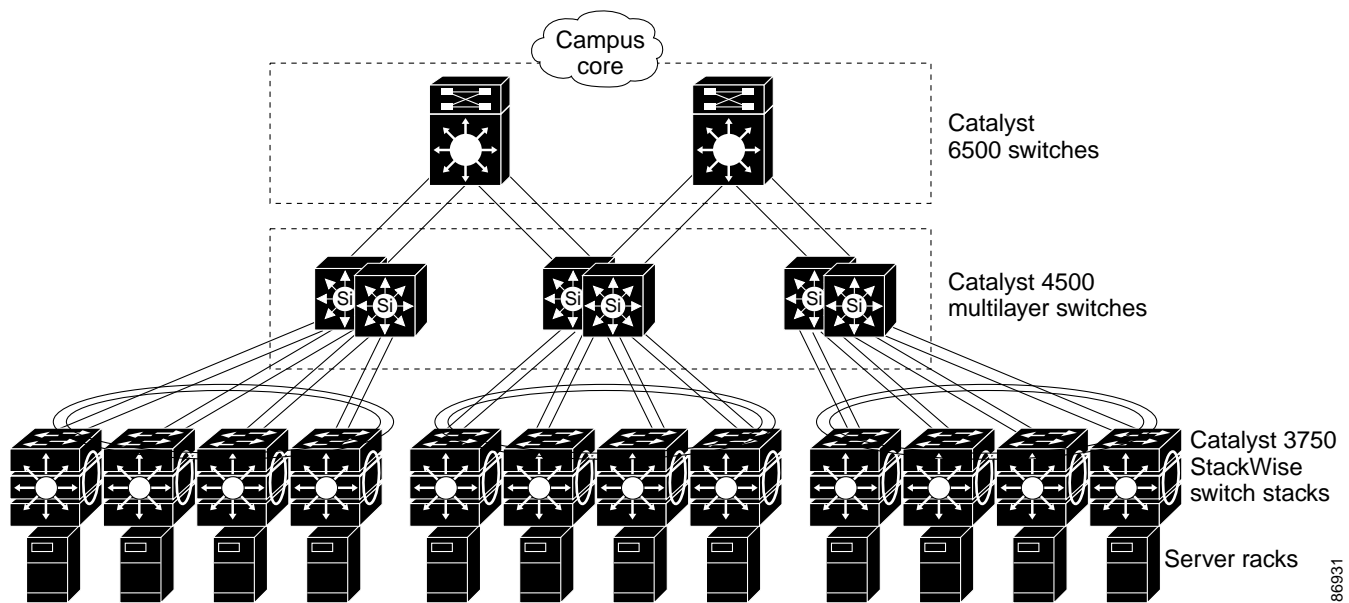 Campus
core
Catalyst
6500 switches
Si
Si
Si
Si
Si
Si
Catalyst 4500
multilayer switches
Catalyst 3750
StackWise
switch stacks
Server racks
86931